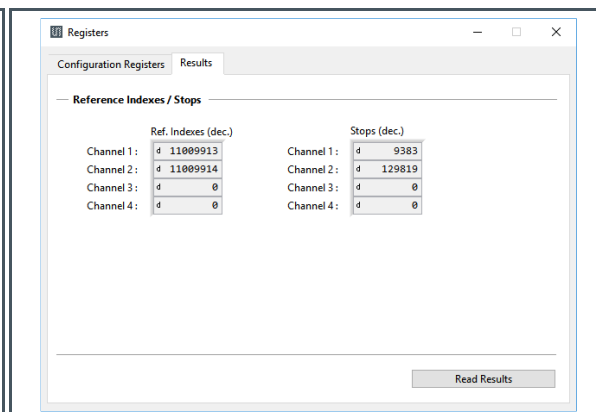 Registers
Configuration Registers Results
Reference Indexes / Stops
Ref. Indexes (dec.) Stops (dec.)
Channel 1 : d 11009913 Channel 1 : d 9383
Channel 2 : d 11009914 Channel 2 : d 129819
Channel 3 : d 0 Channel 3 : d 0
Channel 4 : d 0 Channel 4 : d 0
Read Results